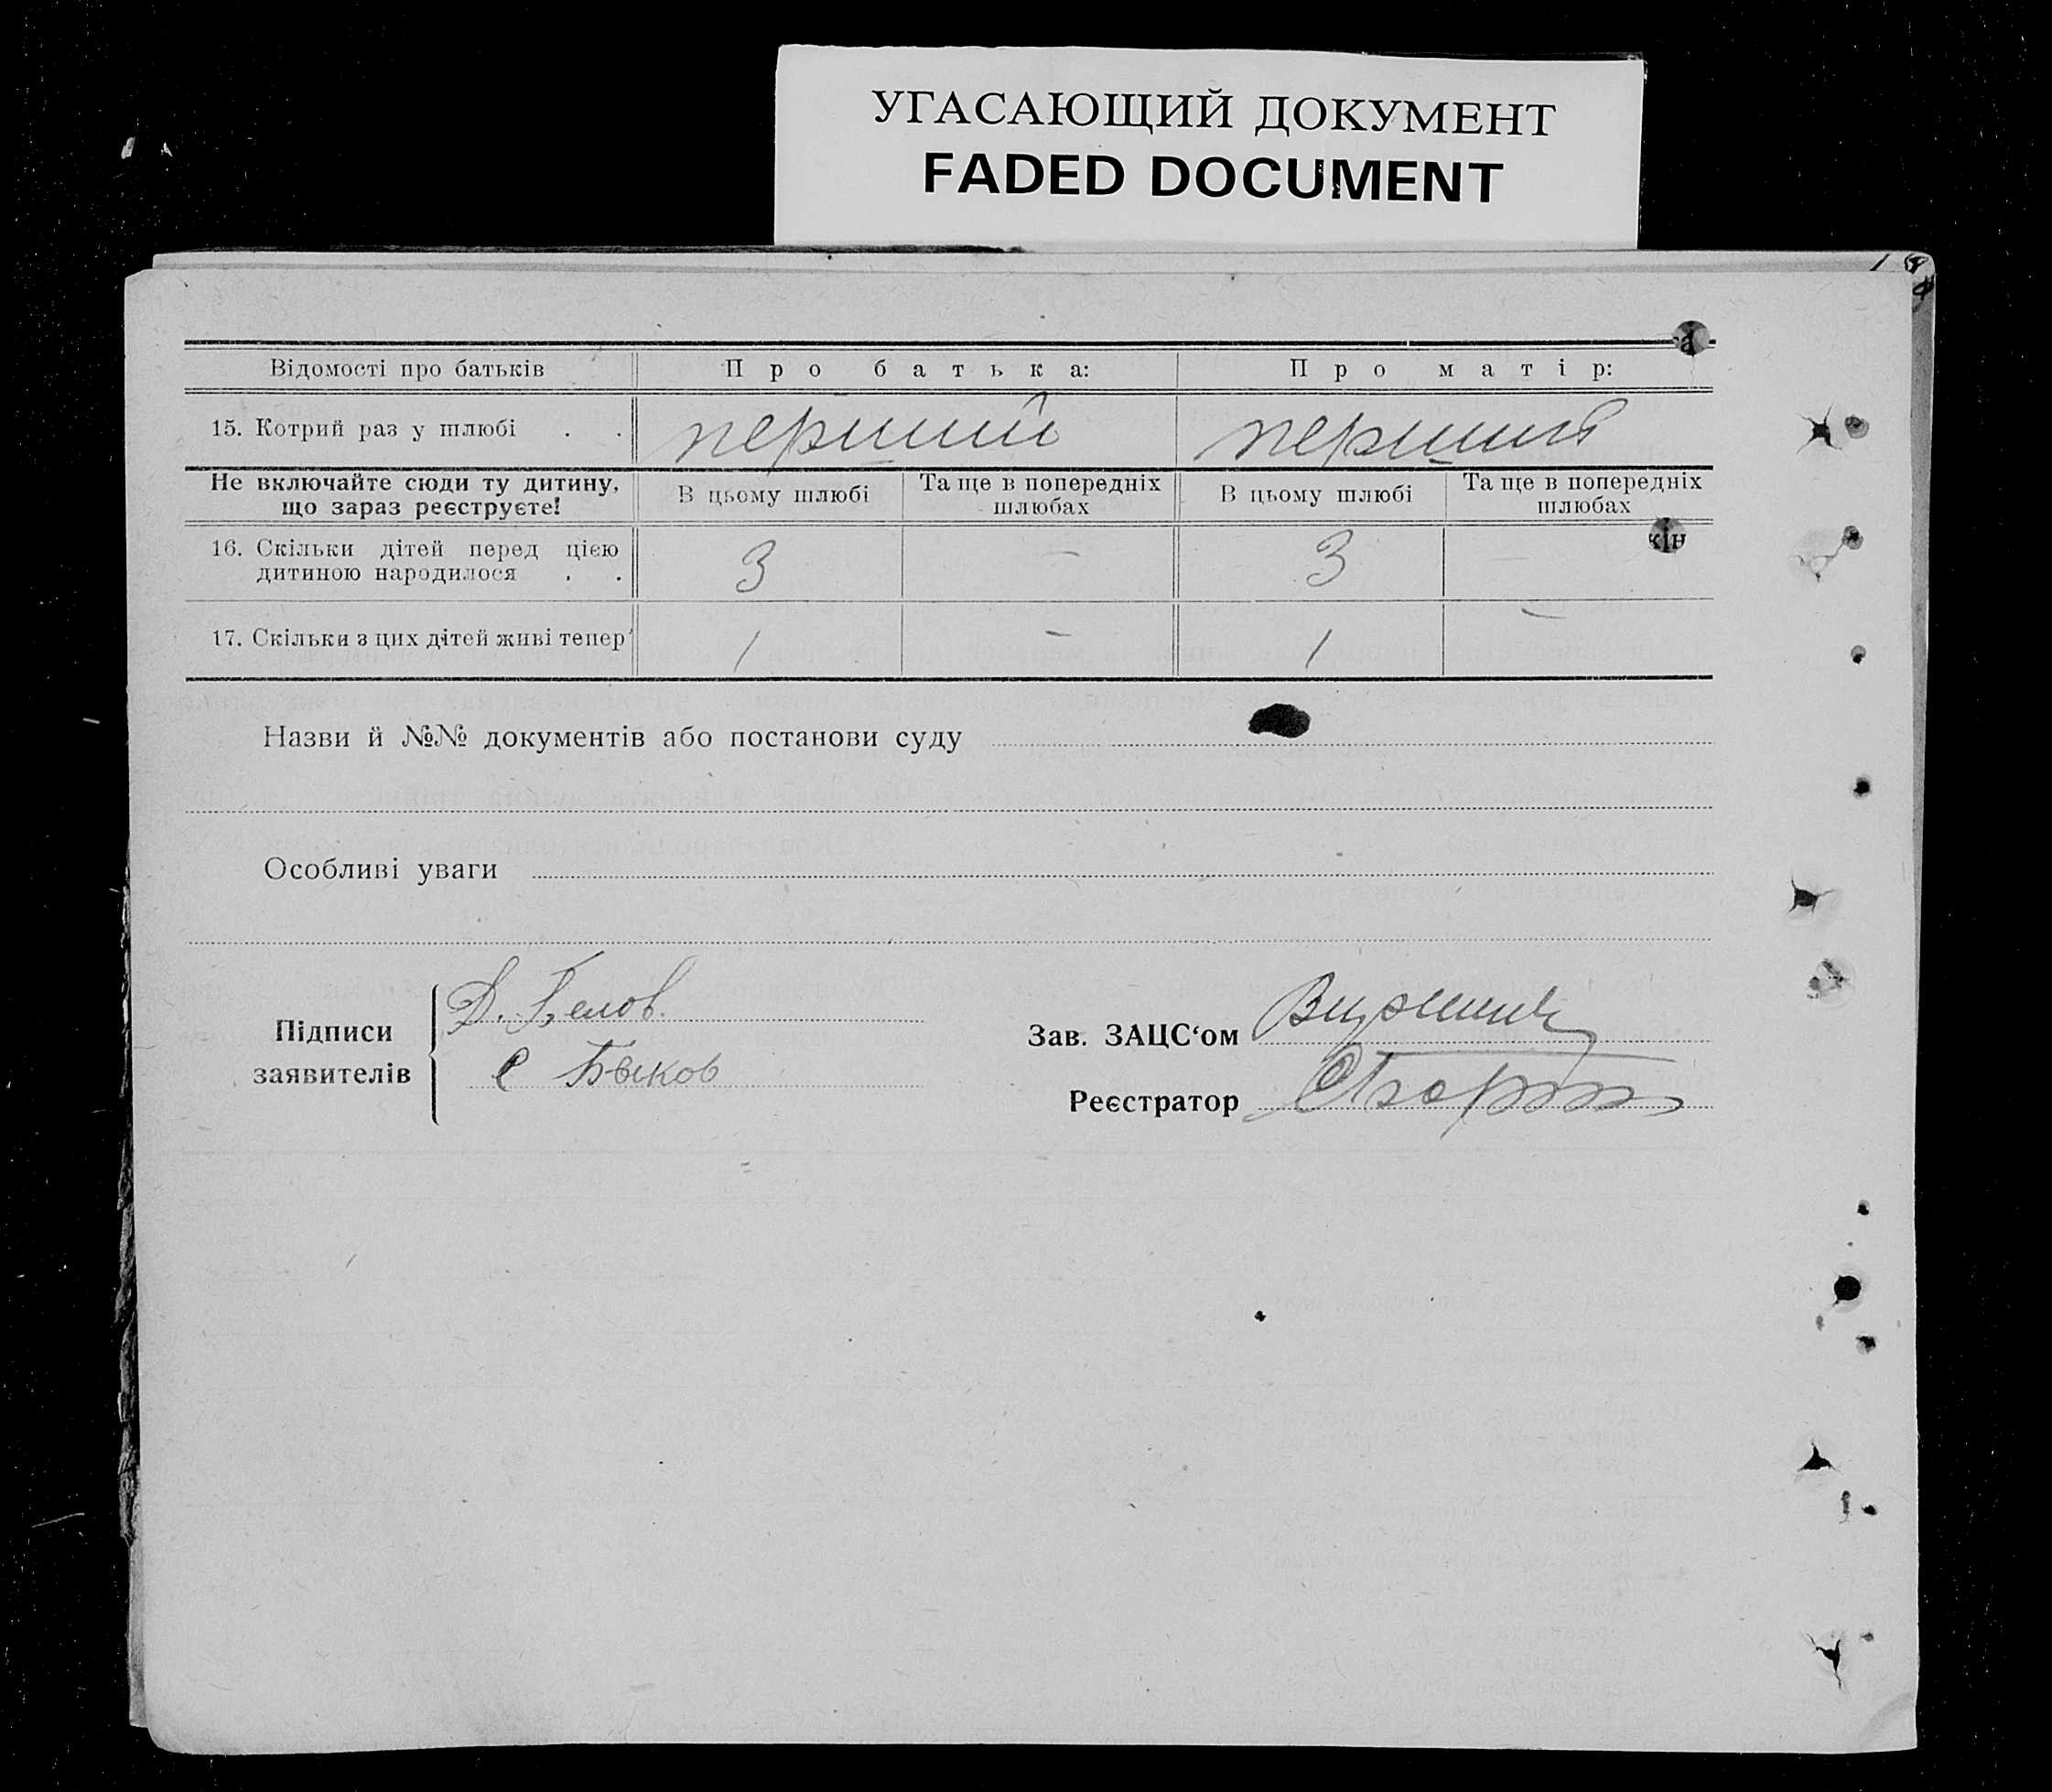 УГАСАЮЩИЙ ДОКУМЕНТ
FADED DOCUMENT
Відомості про батьків Про батька: Про матір:
15. Котрий раз у шлюбі . . перший перший
Не включайте сюди ту дитину, що зараз реєструєте! В цьому шлюбі Та ще в попередніх шлюбах В цьому шлюбі Та ще в попередніх шлюбах
кін
16. Скільки дітей перед цією дитиною народилося . . 3 — 3
17. Скільки з цих дітей живі тепер 1 — 1 —
Назви й №№ документів або постанови суду
Особливі уваги
Підписи заявителів
Д. Белов.
С Быков
Зав. ЗАЦС‘ом
Реєстратор